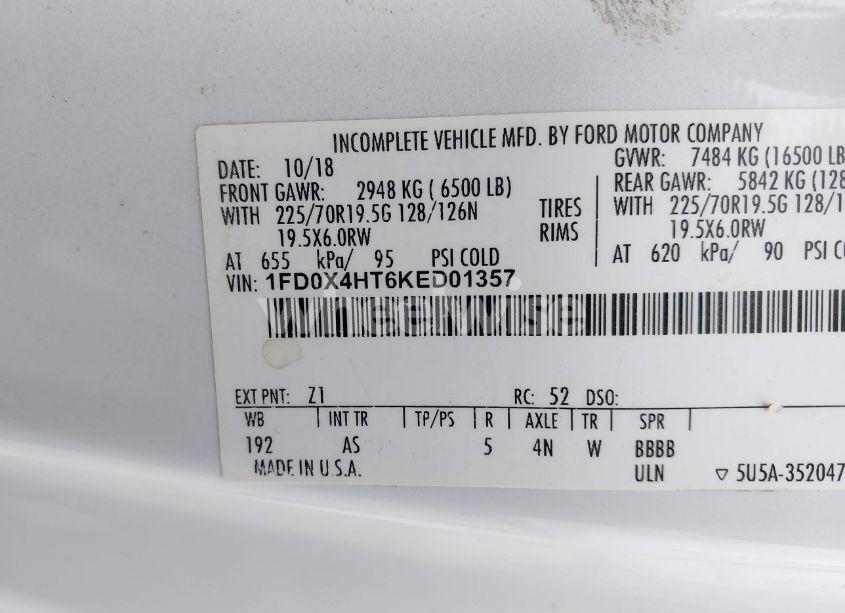 INCOMPLETE VEHICLE MFD. BY FORD MOTOR COMPANY
DATE: 10/18
GVWR: 7484 KG (16500 LB
FRONT GAWR: 2948 KG ( 6500 LB)
REAR GAWR: 5842 KG (128
WITH 225/70R19.5G 128/126N TIRES WITH 225/70R19.5G 128/1
19.5X6.0RW RIMS 19.5X6.0RW
AT 655 kPa/ 95 PSI COLD AT 620 kPa/ 90 PSI CO
VIN: 1FD0X4HT6KED01357
Wheelwise
EXT PNT: Z1 RC: 52 DSO:
WB INT TR TP/PS R AXLE TR SPR
192 AS 5 4N W BBBB
MADE IN U.S.A. ULN ▽ 5U5A-352047